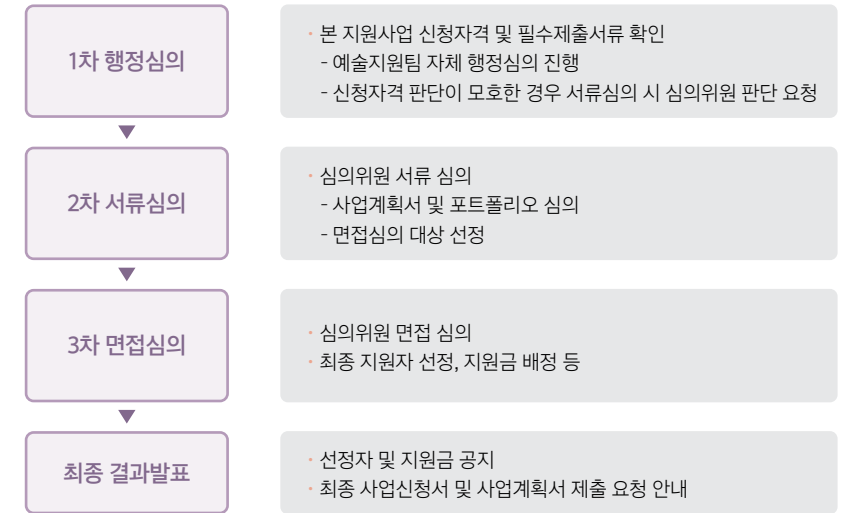 1차 행정심의
· 본 지원사업 신청자격 및 필수제출서류 확인
- 예술지원팀 자체 행정심의 진행
- 신청자격 판단이 모호한 경우 서류심의 시 심의위원 판단 요청
2차 서류심의
· 심의위원 서류 심의
- 사업계획서 및 포트폴리오 심의
- 면접심의 대상 선정
3차 면접심의
· 심의위원 면접 심의
· 최종 지원자 선정, 지원금 배정 등
최종 결과발표
· 선정자 및 지원금 공지
· 최종 사업신청서 및 사업계획서 제출 요청 안내